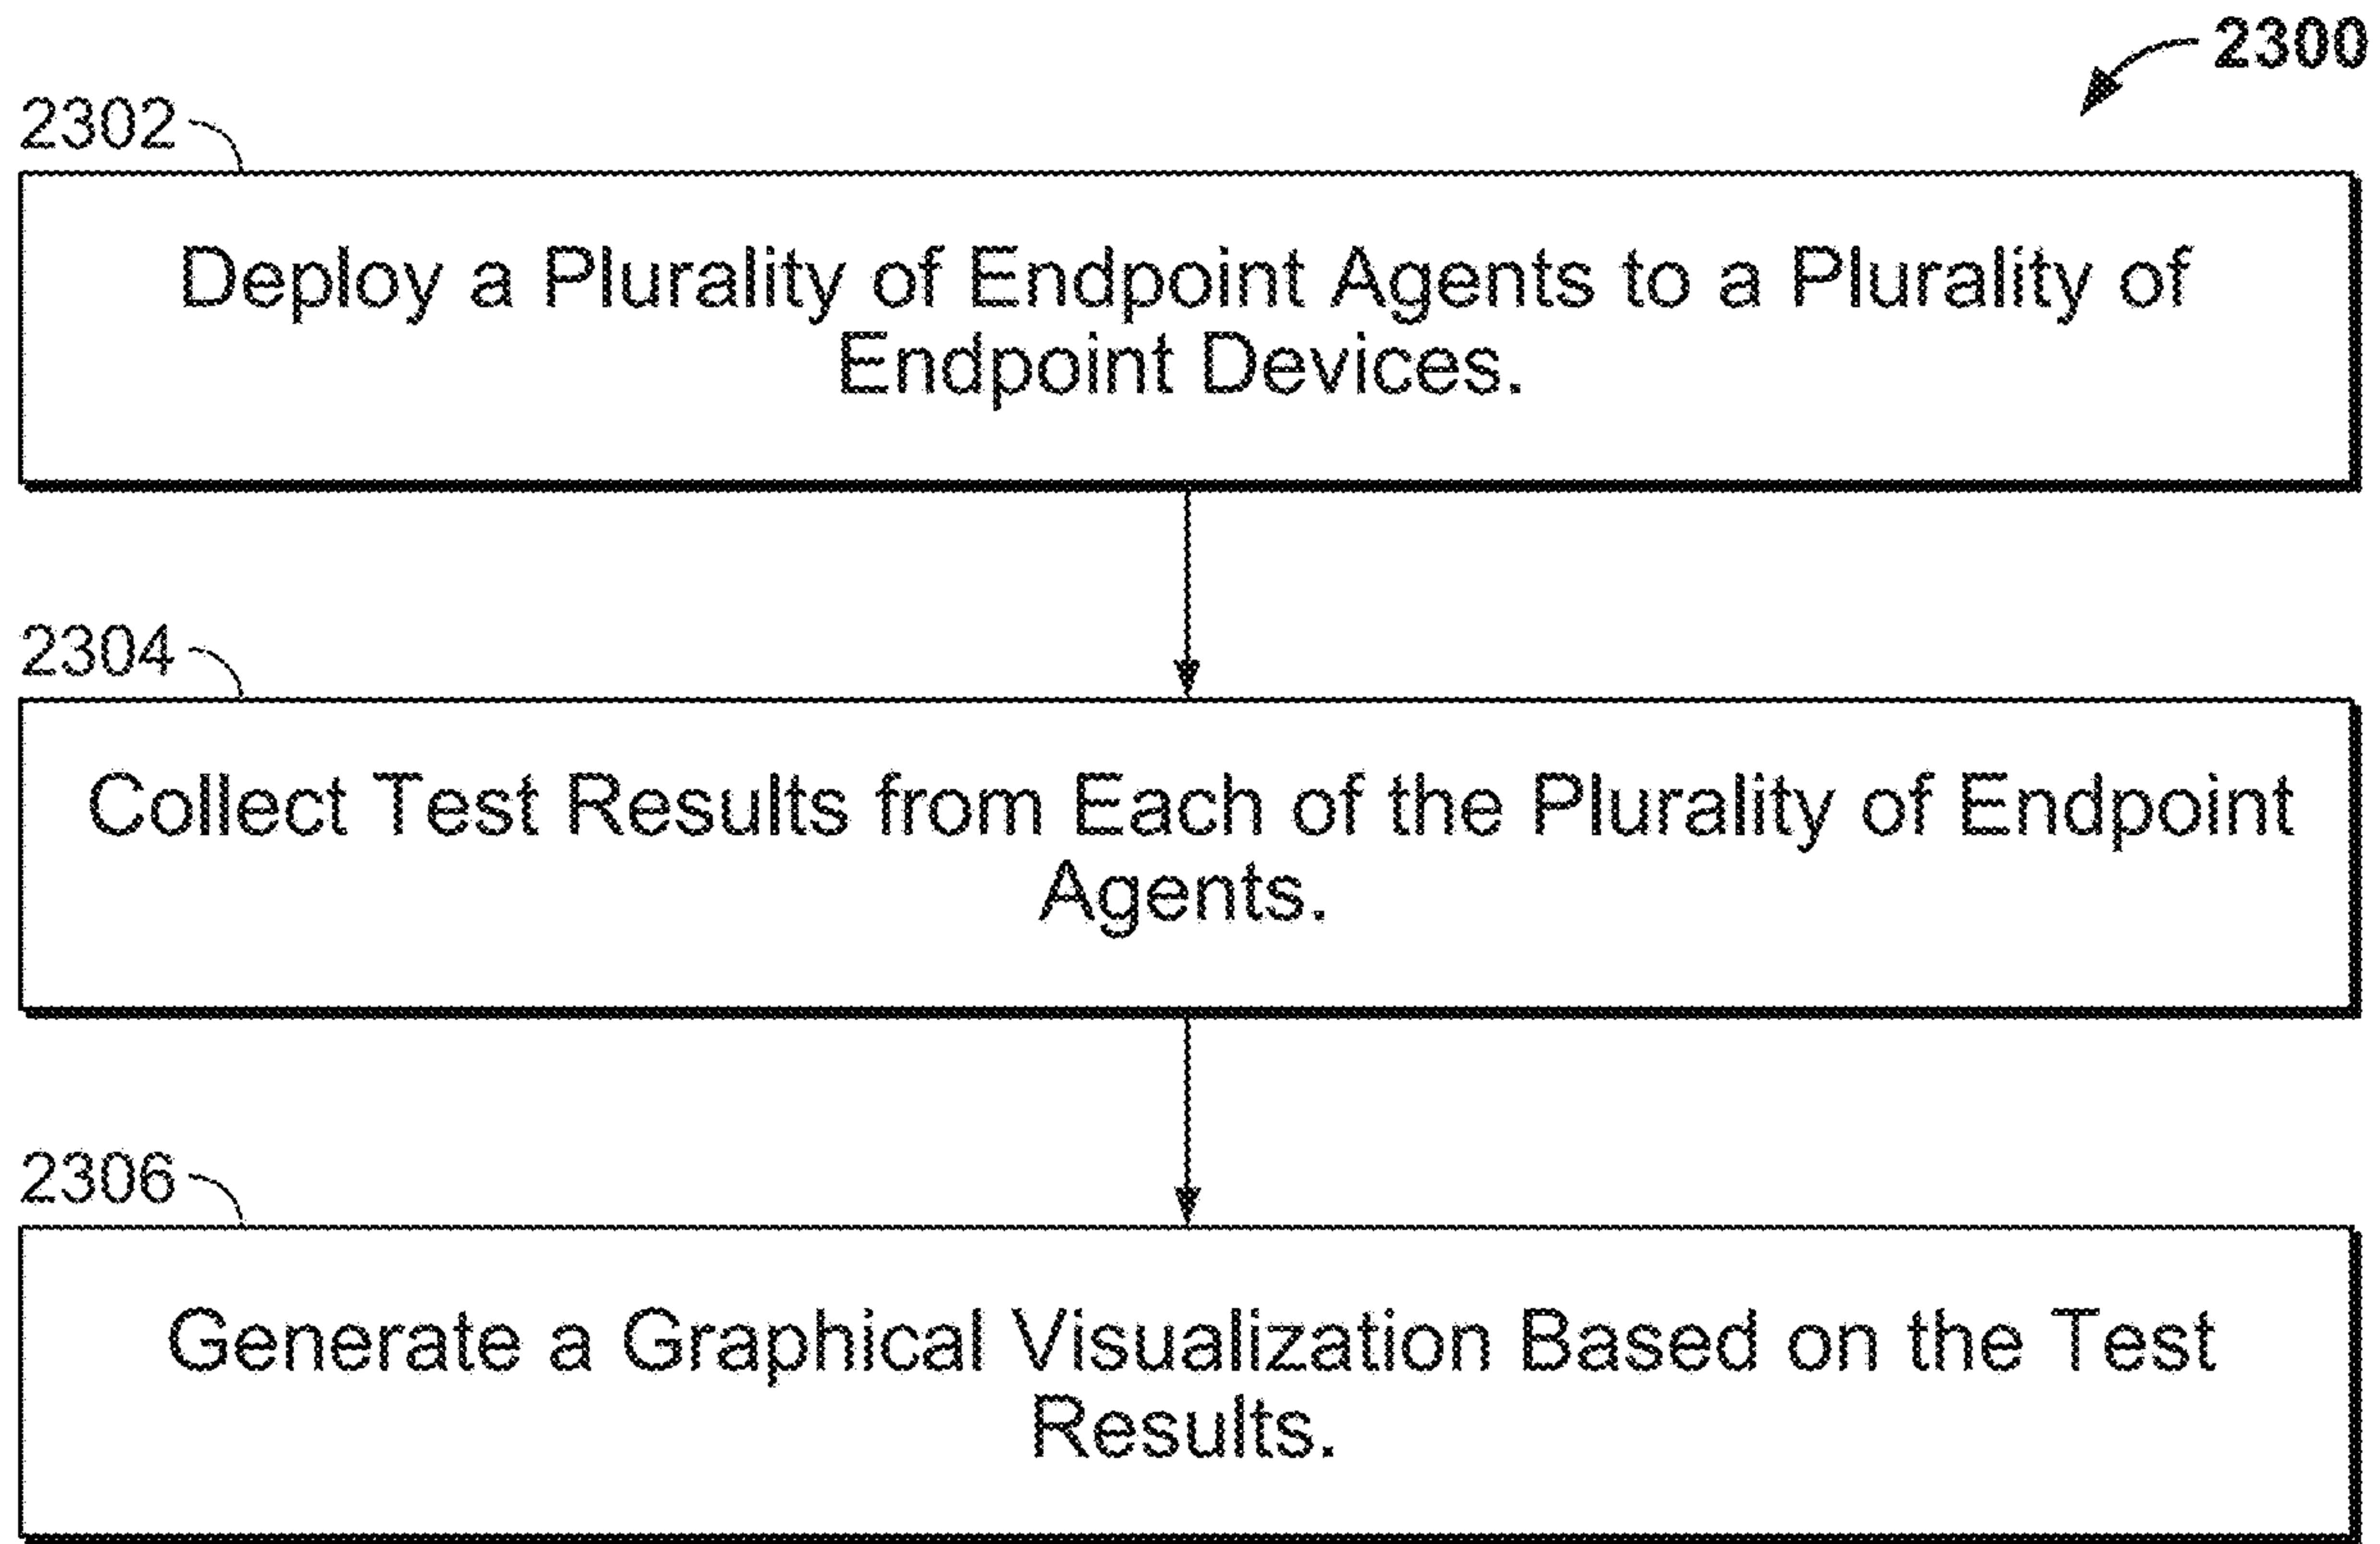 2300
2302
Deploy a Plurality of Endpoint Agents to a Plurality of
Endpoint Devices.
2304
Collect Test Results from Each of the Plurality of Endpoint
Agents.
2306
Generate a Graphical Visualization Based on the Test
Results.